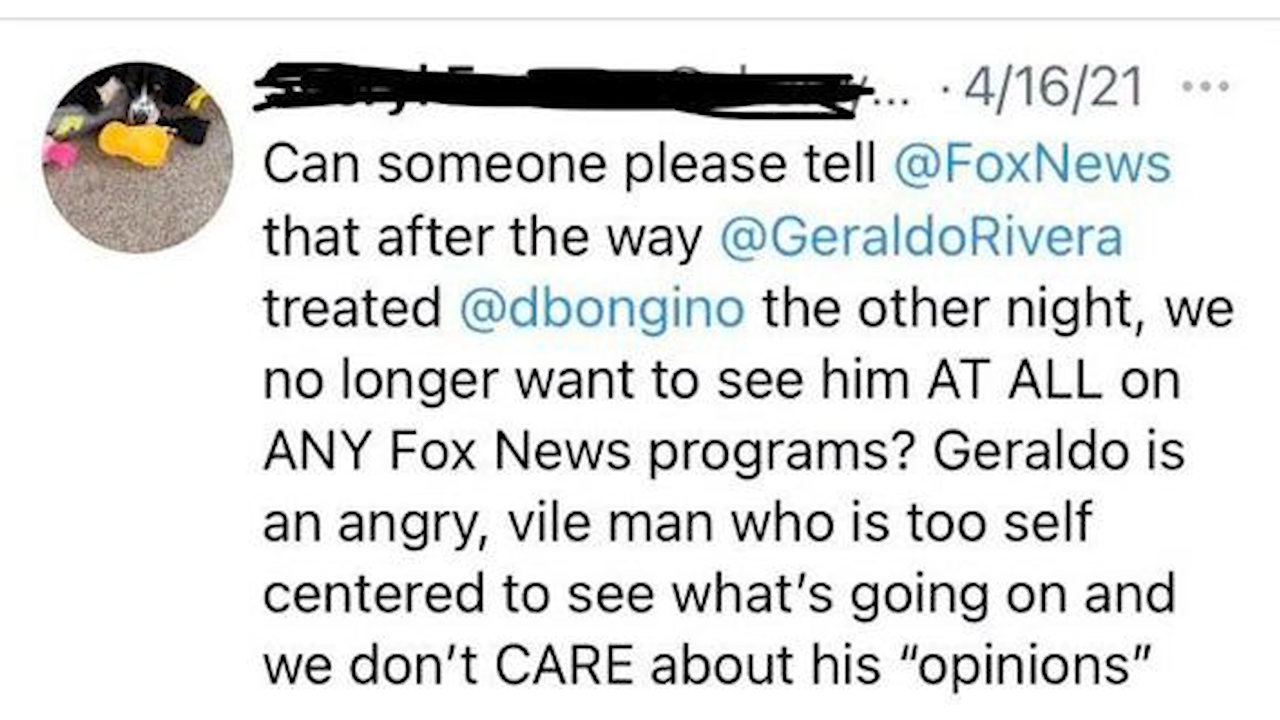 · 4/16/21 ...
Can someone please tell @FoxNews
that after the way @GeraldoRivera
treated @dbongino the other night, we
no longer want to see him AT ALL on
ANY Fox News programs? Geraldo is
an angry, vile man who is too self
centered to see what's going on and
we don't CARE about his “opinions”